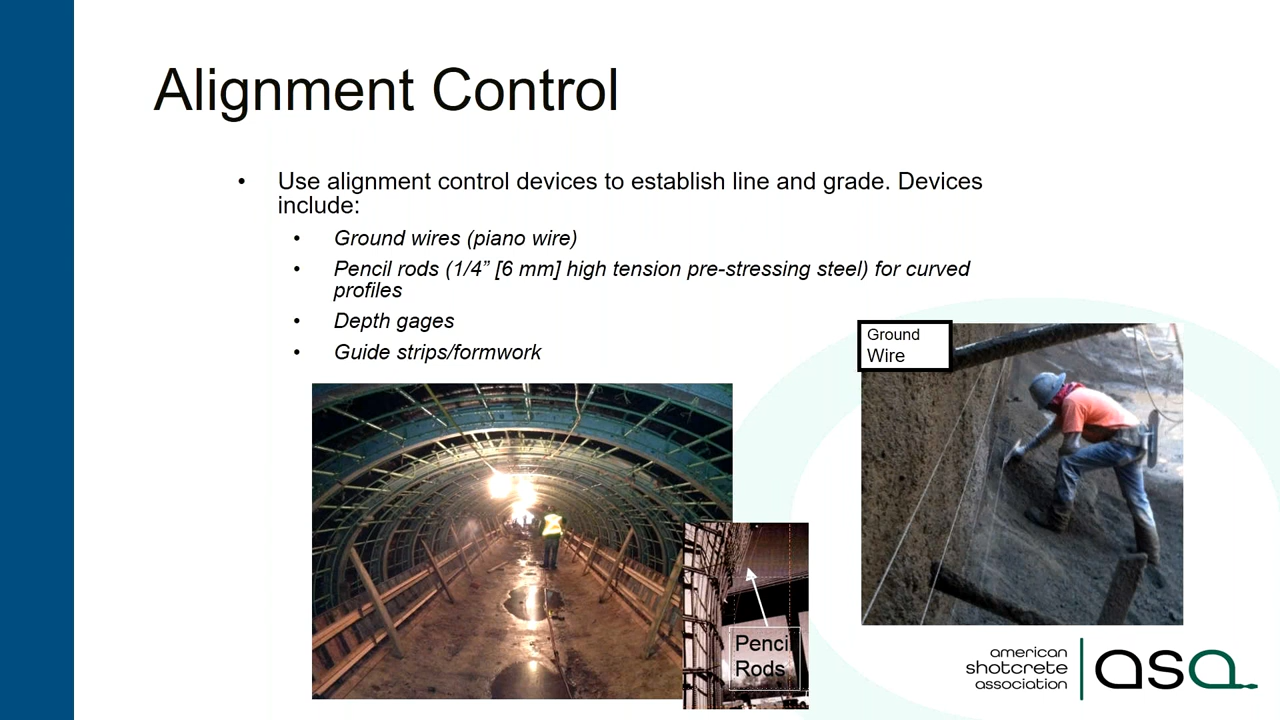 Alignment Control
• Use alignment control devices to establish line and grade. Devices
include:
• Ground wires (piano wire)
• Pencil rods (1/4” [6 mm] high tension pre-stressing steel) for curved
profiles
• Depth gages
• Guide strips/formwork
Ground
Wire
Pencil
Rods
american
shotcrete
association
asa